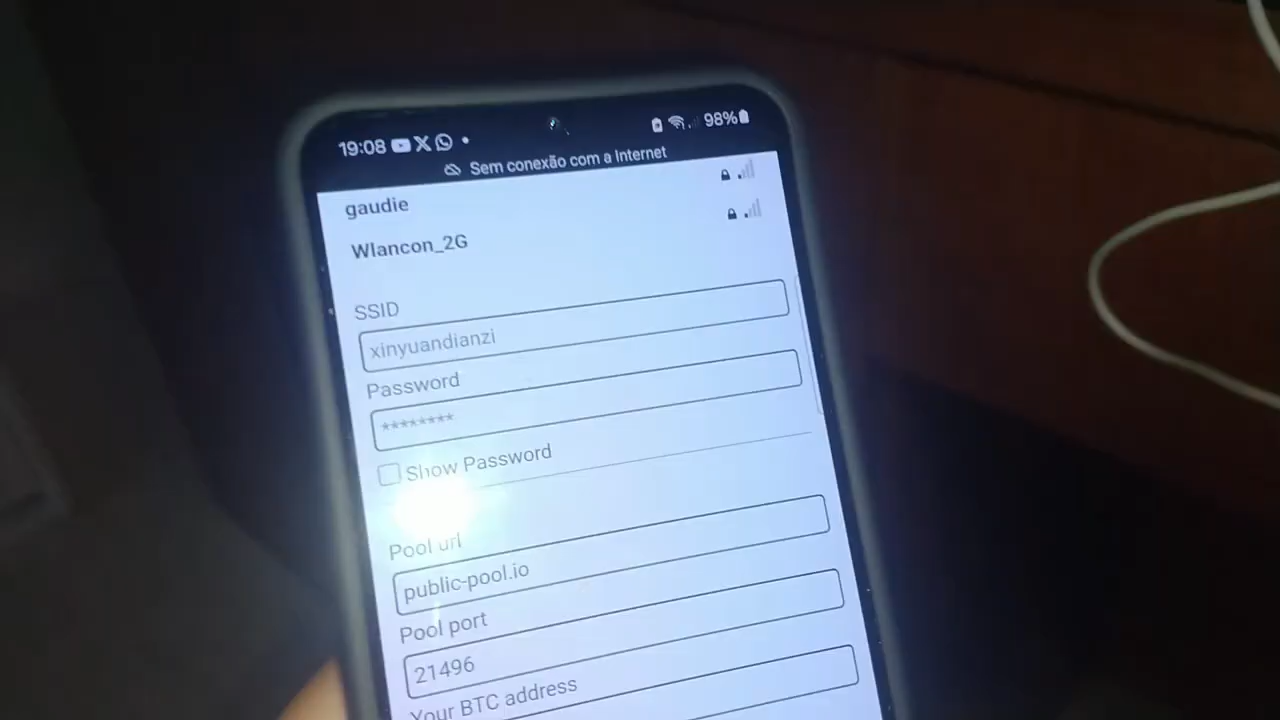 19:08 98%
Sem conexão com a Internet
gaudie
Wlancon_2G
SSID
xinyuandianzi
Password
********
Show Password
Pool url
public-pool.io
Pool port
21496
Your BTC address